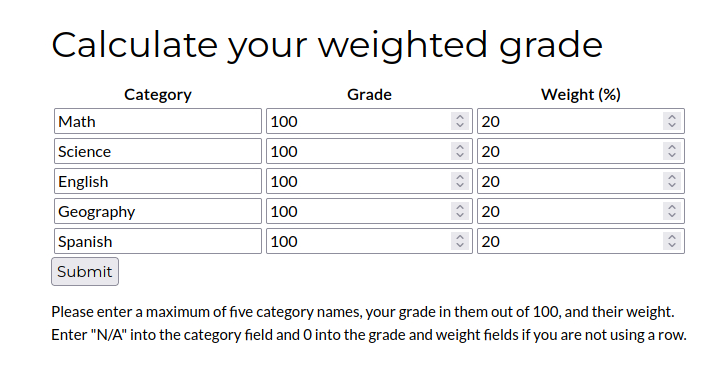 Calculate your weighted grade
Category Grade Weight (%)
Math 100 20
Science 100 20
English 100 20
Geography 100 20
Spanish 100 20
Submit
Please enter a maximum of five category names, your grade in them out of 100, and their weight.
Enter "N/A" into the category field and 0 into the grade and weight fields if you are not using a row.